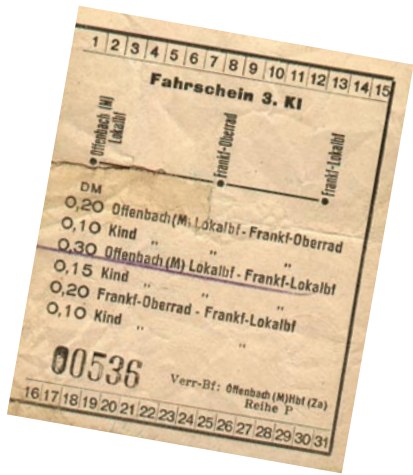 1 2 3 4 5 6 7 8 9 10 11 12 13 14 15
Fahrschein 3. Kl
Offenbach (M)
Lokalbf
Frankf-Oberrad
Frankf-Lokalbf
DM
0,20 Offenbach (M) Lokalbf - Frankf-Oberrad
0,10 Kind " " "
0,30 Offenbach (M) Lokalbf - Frankf-Lokalbf
0,15 Kind " " "
0,20 Frankf-Oberrad - Frankf-Lokalbf
0,10 Kind " "
00536
Verr-Bf: Offenbach (M)Hbf (Za)
Reihe P
16 17 18 19 20 21 22 23 24 25 26 27 28 29 30 31